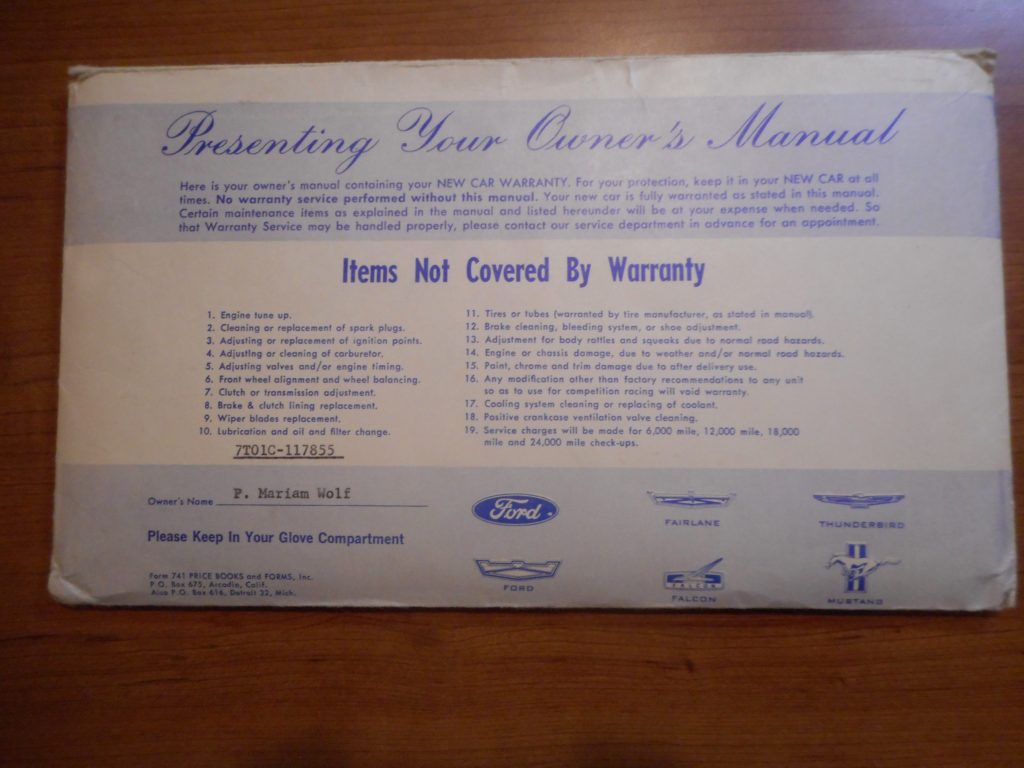 Presenting Your Owner's Manual
Here is your owner's manual containing your NEW CAR WARRANTY. For your protection, keep it in your NEW CAR at all
times. No warranty service performed without this manual. Your new car is fully warranted as stated in this manual.
Certain maintenance items as explained in the manual and listed hereunder will be at your expense when needed. So
that Warranty Service may be handled properly, please contact our service department in advance for an appointment.
Items Not Covered By Warranty
1. Engine tune up.
2. Cleaning or replacement of spark plugs.
3. Adjusting or replacement of ignition points.
4. Adjusting or cleaning of carburetor.
5. Adjusting valves and/or engine timing.
6. Front wheel alignment and wheel balancing.
7. Clutch or transmission adjustment.
8. Brake & clutch lining replacement.
9. Wiper blades replacement.
10. Lubrication and oil and filter change.
11. Tires or tubes (warranted by tire manufacturer, as stated in manual).
12. Brake cleaning, bleeding system, or shoe adjustment.
13. Adjustment for body rattles and squeaks due to normal road hazards.
14. Engine or chassis damage, due to weather and/or normal road hazards.
15. Paint, chrome and trim damage due to after delivery use.
16. Any modification other than factory recommendations to any unit
so as to use for competition racing will void warranty.
17. Cooling system cleaning or replacing of coolant.
18. Positive crankcase ventilation valve cleaning.
19. Service charges will be made for 6,000 mile, 12,000 mile, 18,000
mile and 24,000 mile check-ups.
7T01C-117855
Owner's Name P. Mariam Wolf
Please Keep In Your Glove Compartment
Form 741 PRICE BOOKS and FORMS, Inc.
P.O. Box 675, Arcadia, Calif.
Also P.O. Box 616, Detroit 32, Mich.
Ford
FAIRLANE
THUNDERBIRD
FORD
FALCON
FALCON
MUSTANG